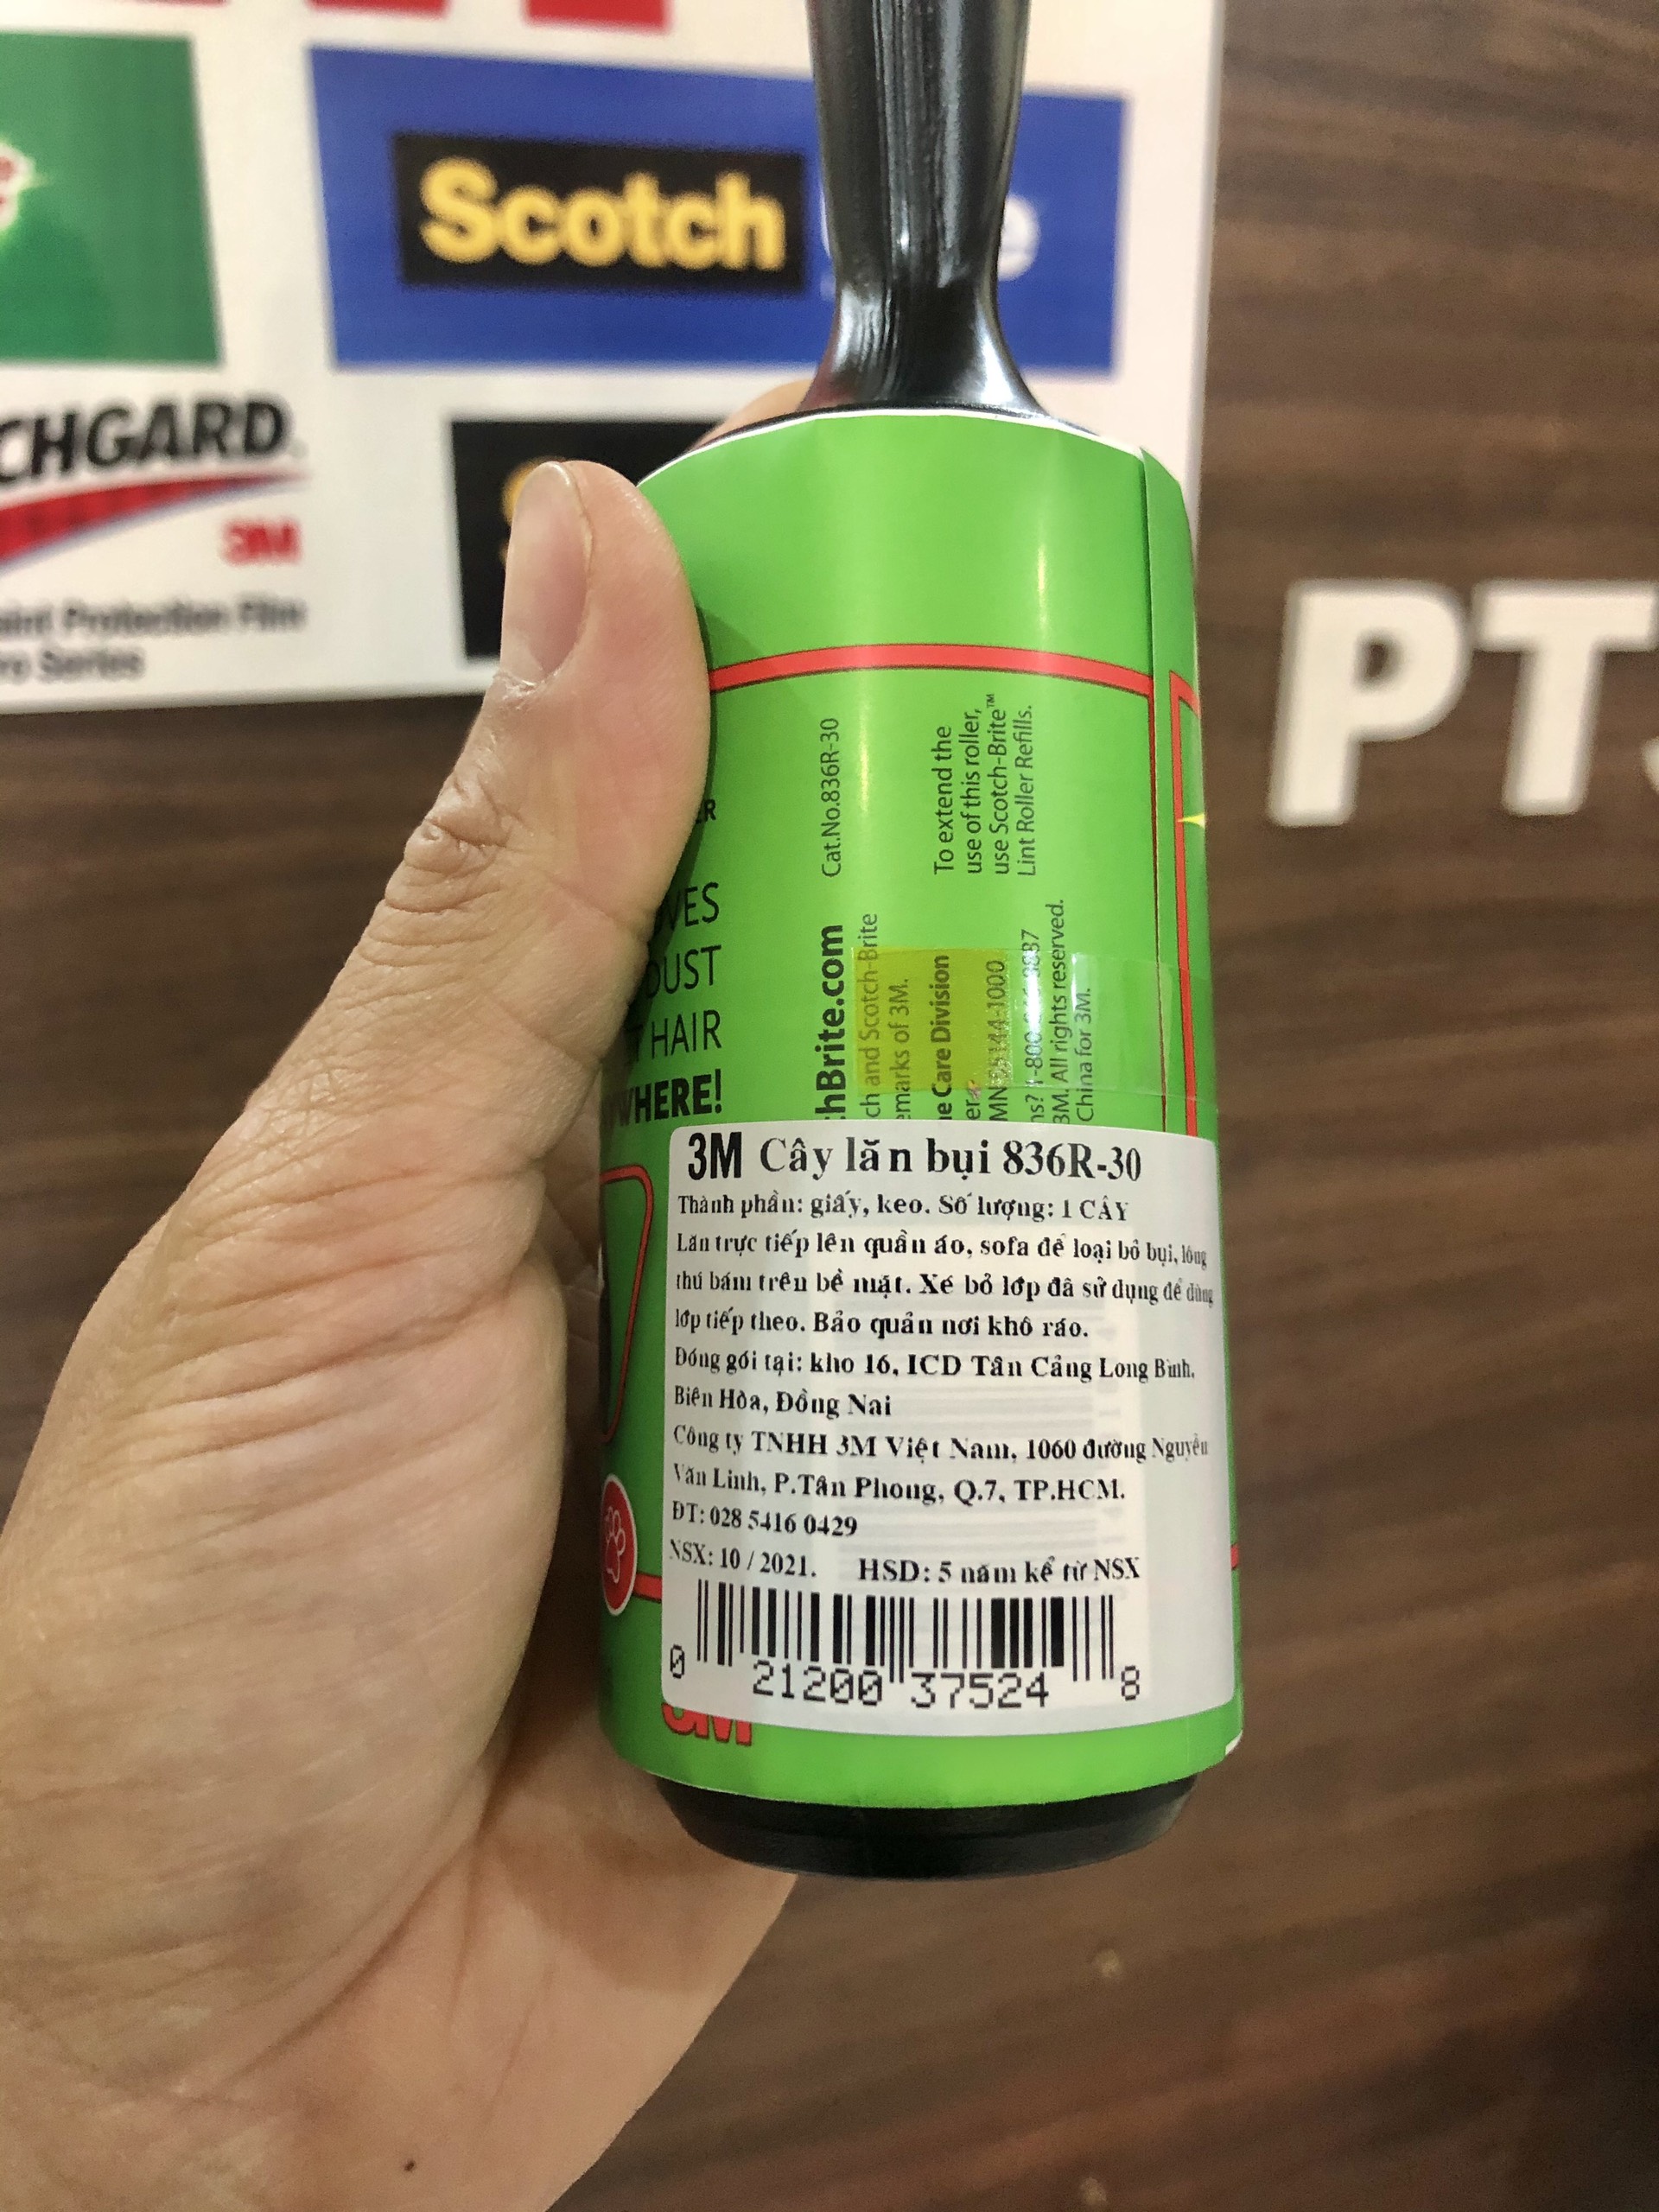 Scotch
CHGARD
3M
Paint Protection Film
Pro Series
PT
Cat.No.836R-30
To extend the
use of this roller,
use Scotch-Brite™
Lint Roller Refills.
OVES
DUST
HAIR
WHERE!
chBrite.com
ch and Scotch-Brite
emarks of 3M.
e Care Division
3M. All rights reserved.
China for 3M.
3M Cây lăn bụi 836R-30
Thành phần: giấy, keo. Số lượng: 1 CÂY
Lăn trực tiếp lên quần áo, sofa để loại bỏ bụi, lông
thú bám trên bề mặt. Xé bỏ lớp đã sử dụng để dùng
lớp tiếp theo. Bảo quản nơi khô ráo.
Đóng gói tại: kho 16, ICD Tân Cảng Long Bình,
Biên Hòa, Đồng Nai
Công ty TNHH 3M Việt Nam, 1060 đường Nguyễn
Văn Linh, P.Tân Phong, Q.7, TP.HCM.
ĐT: 028 5416 0429
NSX: 10 / 2021. HSD: 5 năm kể từ NSX
0 21200 37524 8
3M